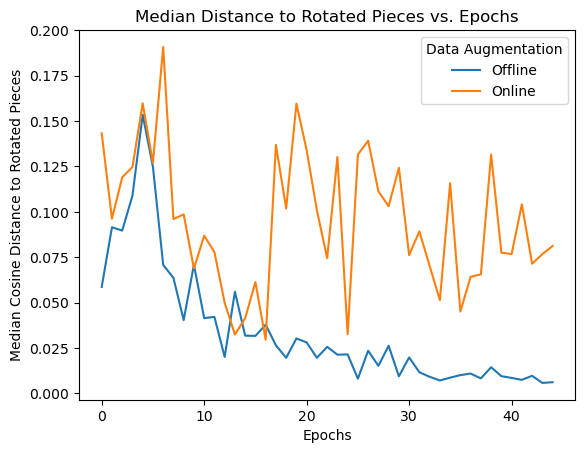 Median Distance to Rotated Pieces vs. Epochs
Median Cosine Distance to Rotated Pieces
0.200
0.175
0.150
0.125
0.100
0.075
0.050
0.025
0.000
Data Augmentation
Offline
Online
0 10 20 30 40
Epochs